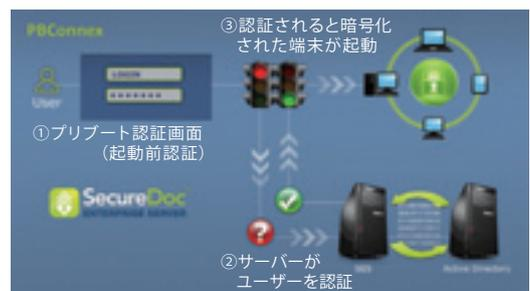 PBConnex
③認証されると暗号化
された端末が起動
LOGIN
User
①プリブート認証画面
(起動前認証)
SecureDoc
ENTERPRISE SERVER
②サーバーが
ユーザーを認証
SES
Active Directory